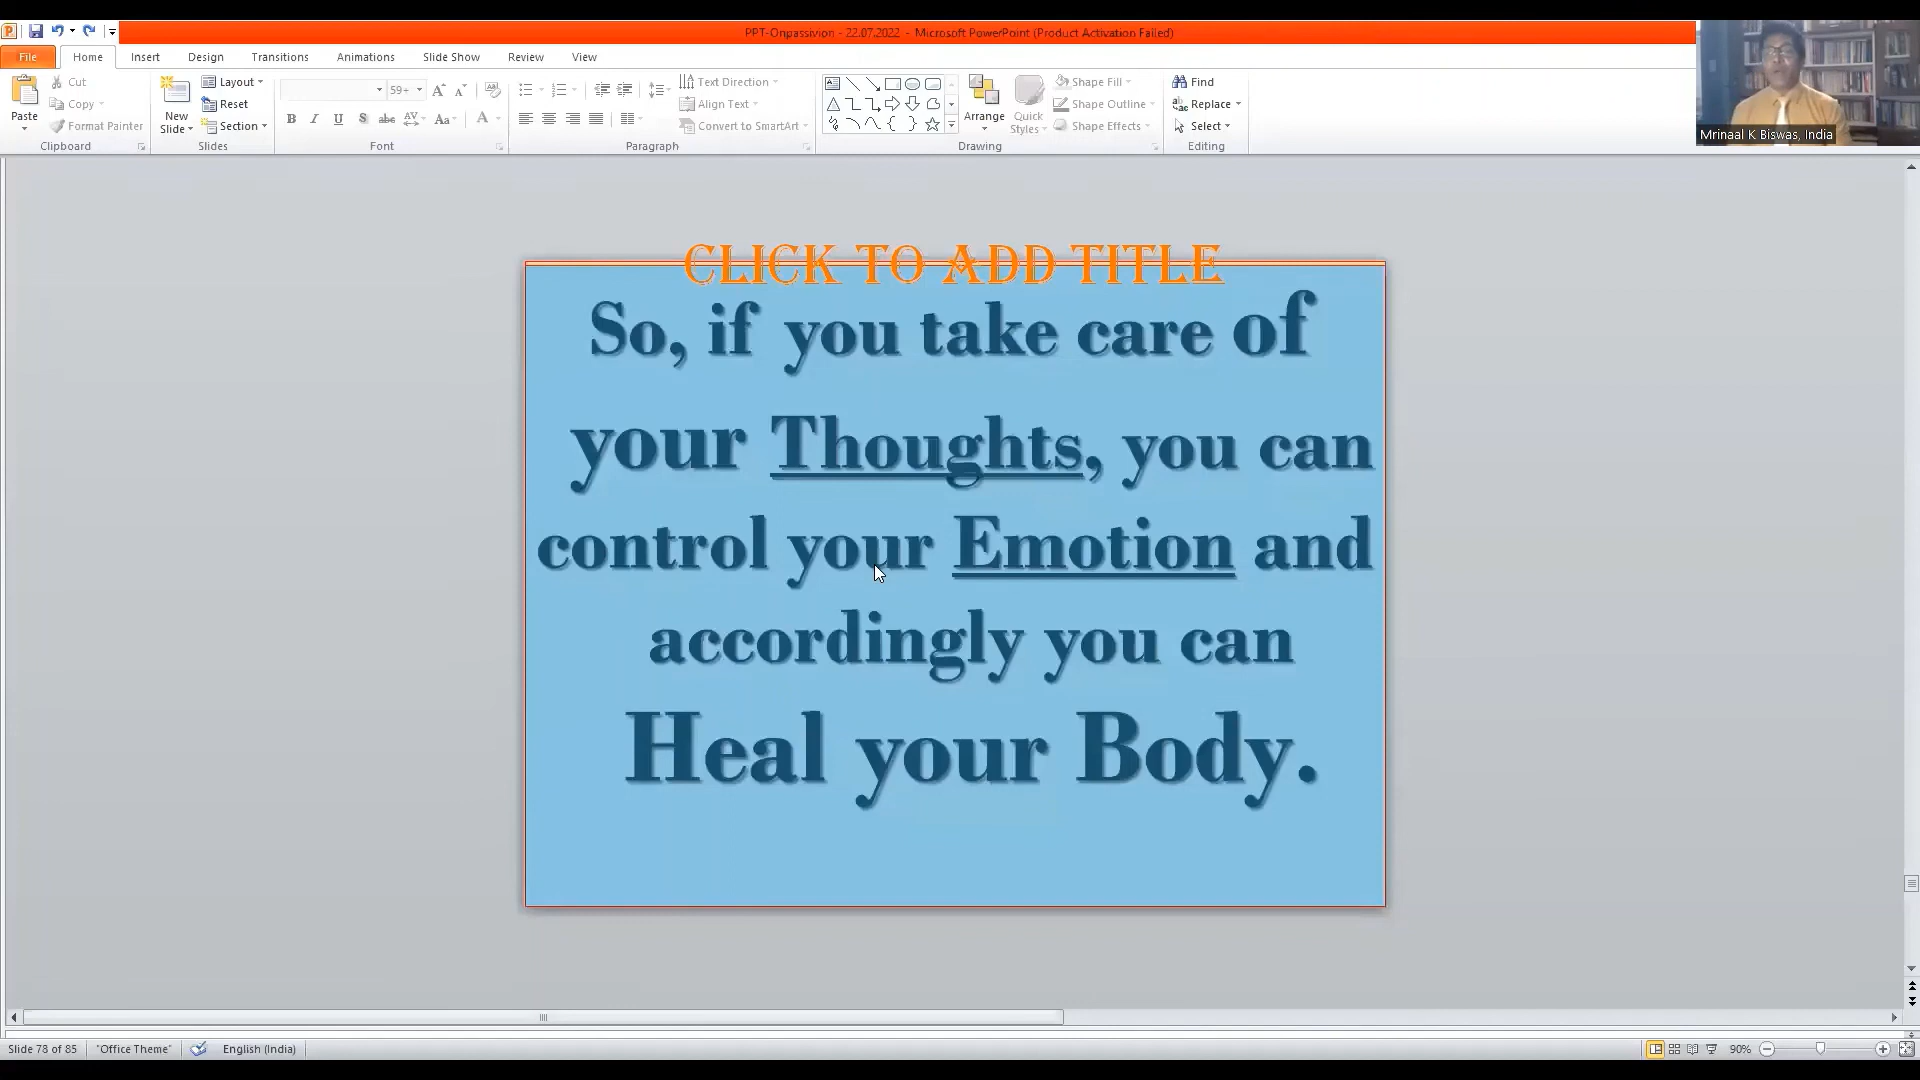 PPT-Onpassivion - 22.07.2022 - Microsoft PowerPoint (Product Activation Failed)
File Home Insert Design Transitions Animations Slide Show Review View
Cut
Copy
Format Painter
Paste
Clipboard
New Slide
Layout
Reset
Section
Slides
59+
Font
Text Direction
Align Text
Convert to SmartArt
Paragraph
Arrange
Quick Styles
Shape Fill
Shape Outline
Shape Effects
Drawing
Find
Replace
Select
Editing
Mrinaal K Biswas, India
CLICK TO ADD TITLE
So, if you take care of
your Thoughts, you can
control your Emotion and
accordingly you can
Heal your Body.
Slide 78 of 85 "Office Theme" English (India) 90%